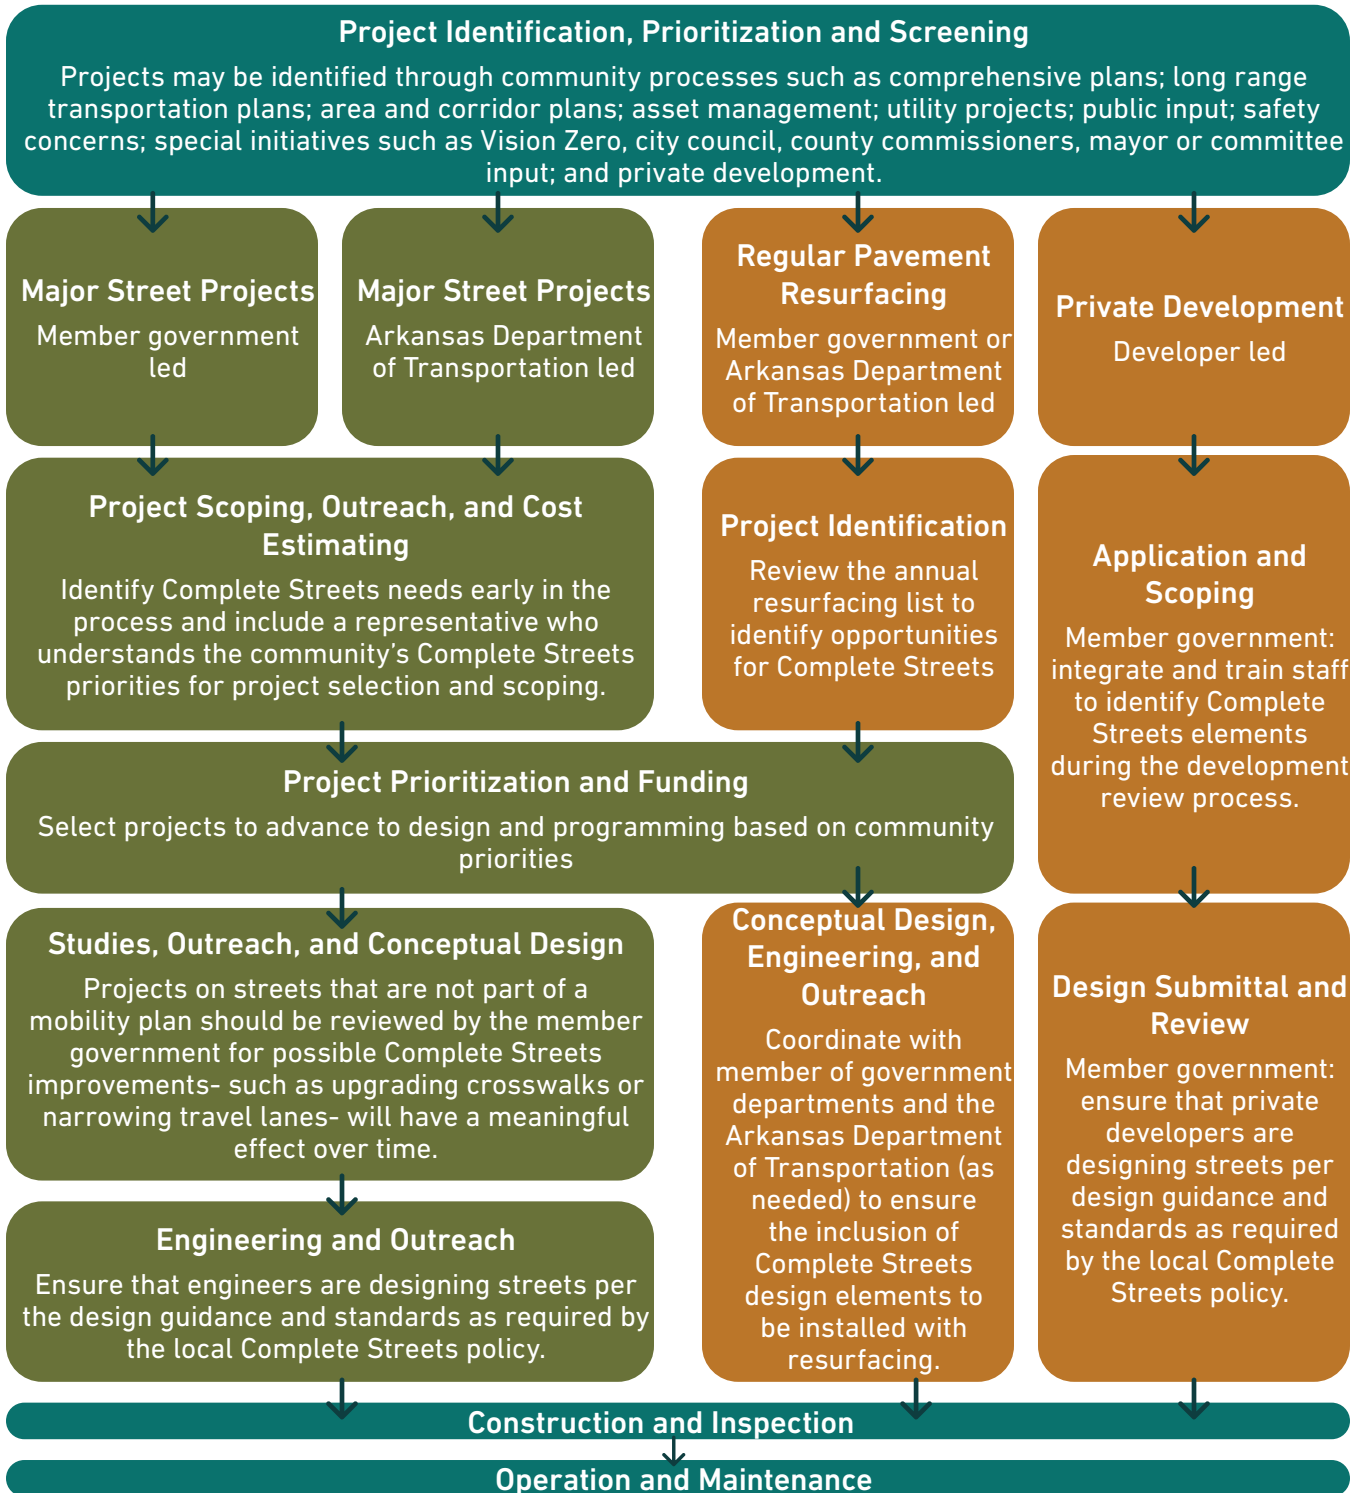 Project Identification, Prioritization and Screening
Projects may be identified through community processes such as comprehensive plans; long range
transportation plans; area and corridor plans; asset management; utility projects; public input; safety
concerns; special initiatives such as Vision Zero, city council, county commissioners, mayor or committee
input; and private development.
Major Street Projects
Member government
led
Major Street Projects
Arkansas Department
of Transportation led
Regular Pavement
Resurfacing
Member government or
Arkansas Department
of Transportation led
Private Development
Developer led
Project Scoping, Outreach, and Cost
Estimating
Identify Complete Streets needs early in the
process and include a representative who
understands the community's Complete Streets
priorities for project selection and scoping.
Project Identification
Review the annual
resurfacing list to
identify opportunities
for Complete Streets
Application and
Scoping
Member government:
integrate and train staff
to identify Complete
Streets elements
during the development
review process.
Project Prioritization and Funding
Select projects to advance to design and programming based on community
priorities
Studies, Outreach, and Conceptual Design
Projects on streets that are not part of a
mobility plan should be reviewed by the member
government for possible Complete Streets
improvements- such as upgrading crosswalks or
narrowing travel lanes- will have a meaningful
effect over time.
Conceptual Design,
Engineering, and
Outreach
Coordinate with
member of government
departments and the
Arkansas Department
of Transportation (as
needed) to ensure
the inclusion of
Complete Streets
design elements to
be installed with
resurfacing.
Design Submittal and
Review
Member government:
ensure that private
developers are
designing streets per
design guidance and
standards as required
by the local Complete
Streets policy.
Engineering and Outreach
Ensure that engineers are designing streets per
the design guidance and standards as required by
the local Complete Streets policy.
Construction and Inspection
Operation and Maintenance